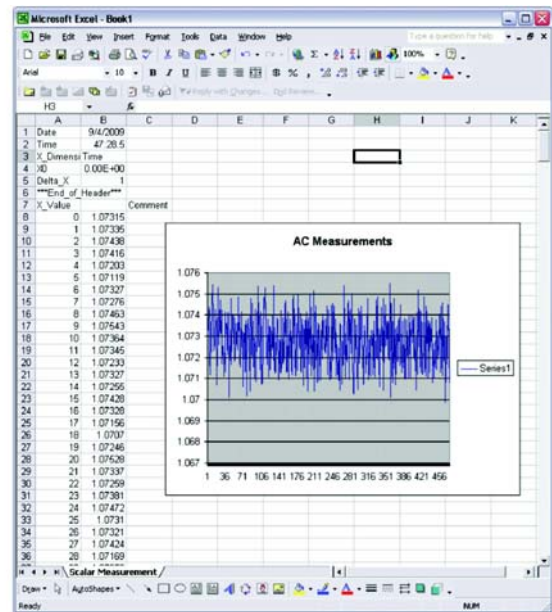 Microsoft Excel - Book1
File Edit View Insert Format Tools Data Window Help Type a question for help
100%
Arial 10 B I U $ % ,
Reply with Changes... End Review...
H3 fx
A B C D E F G H I J K
1 Date 9/4/2009
2 Time 47:28.5
3 X_Dimensi Time
4 X0 0.00E+00
5 Delta_X 1
6 ***End_of_Header***
7 X_Value Comment
8 0 1.07315
9 1 1.07335
10 2 1.07438
11 3 1.07416
12 4 1.07203
13 5 1.07119
14 6 1.07327
15 7 1.07276
16 8 1.07463
17 9 1.07543
18 10 1.07364
19 11 1.07345
20 12 1.07233
21 13 1.07327
22 14 1.07255
23 15 1.07428
24 16 1.07328
25 17 1.07156
26 18 1.0707
27 19 1.07246
28 20 1.07528
29 21 1.07337
30 22 1.07259
31 23 1.07381
32 24 1.07472
33 25 1.0731
34 26 1.07321
35 27 1.07424
36 28 1.07169
AC Measurements
1.076
1.075
1.074
1.073
1.072
1.071
1.07
1.069
1.068
1.067
1 36 71 106 141 176 211 246 281 316 351 386 421 456
Series1
Scalar Measurement
Draw AutoShapes
Ready NUM